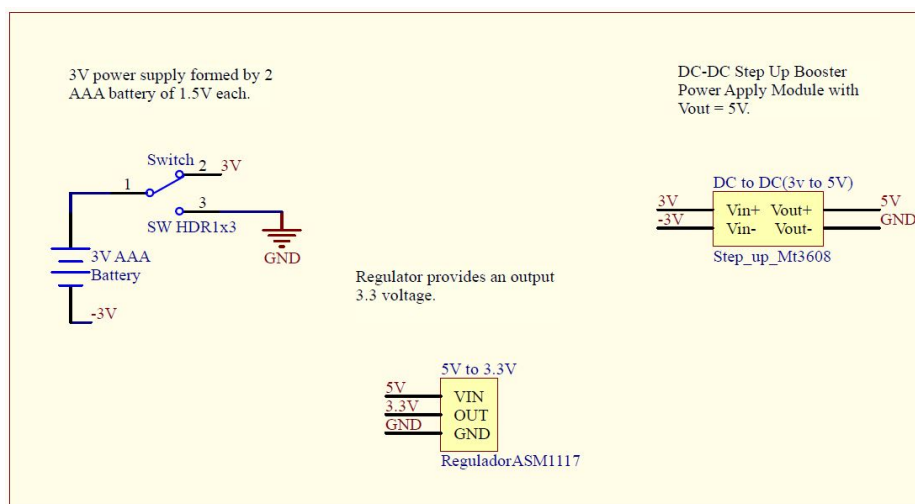 3V power supply formed by 2
AAA battery of 1.5V each.
Switch
1
2
3V
3
SW HDR1x3
GND
3V AAA
Battery
-3V
DC-DC Step Up Booster
Power Apply Module with
Vout = 5V.
DC to DC(3v to 5V)
3V Vin+ Vout+ 5V
-3V Vin- Vout- GND
Step_up_Mt3608
Regulator provides an output
3.3 voltage.
5V to 3.3V
5V VIN
3.3V OUT
GND GND
ReguladorASM1117